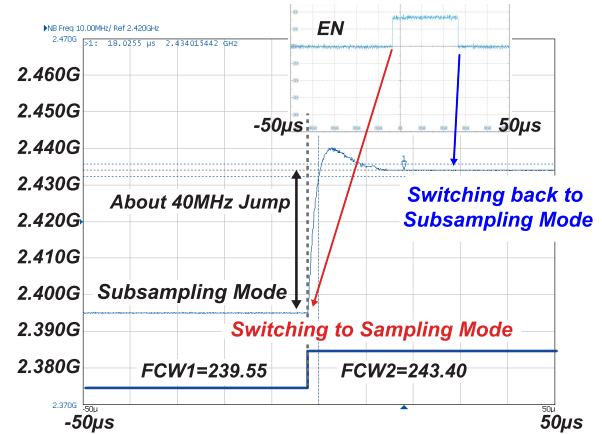 NB Freq 10.00MHz/ Ref 2.420GHz
2.470G
>1: 18.0255 µs 2.434015442 GHz
EN
2.460G
2.450G
-50µs
50µs
2.440G
1
2.430G
About 40MHz Jump
Switching back to
Subsampling Mode
2.420G
2.410G
2.400G
Subsampling Mode
2.390G
Switching to Sampling Mode
2.380G
FCW1=239.55
FCW2=243.40
2.370G
-50µ
50µ
-50µs
50µs